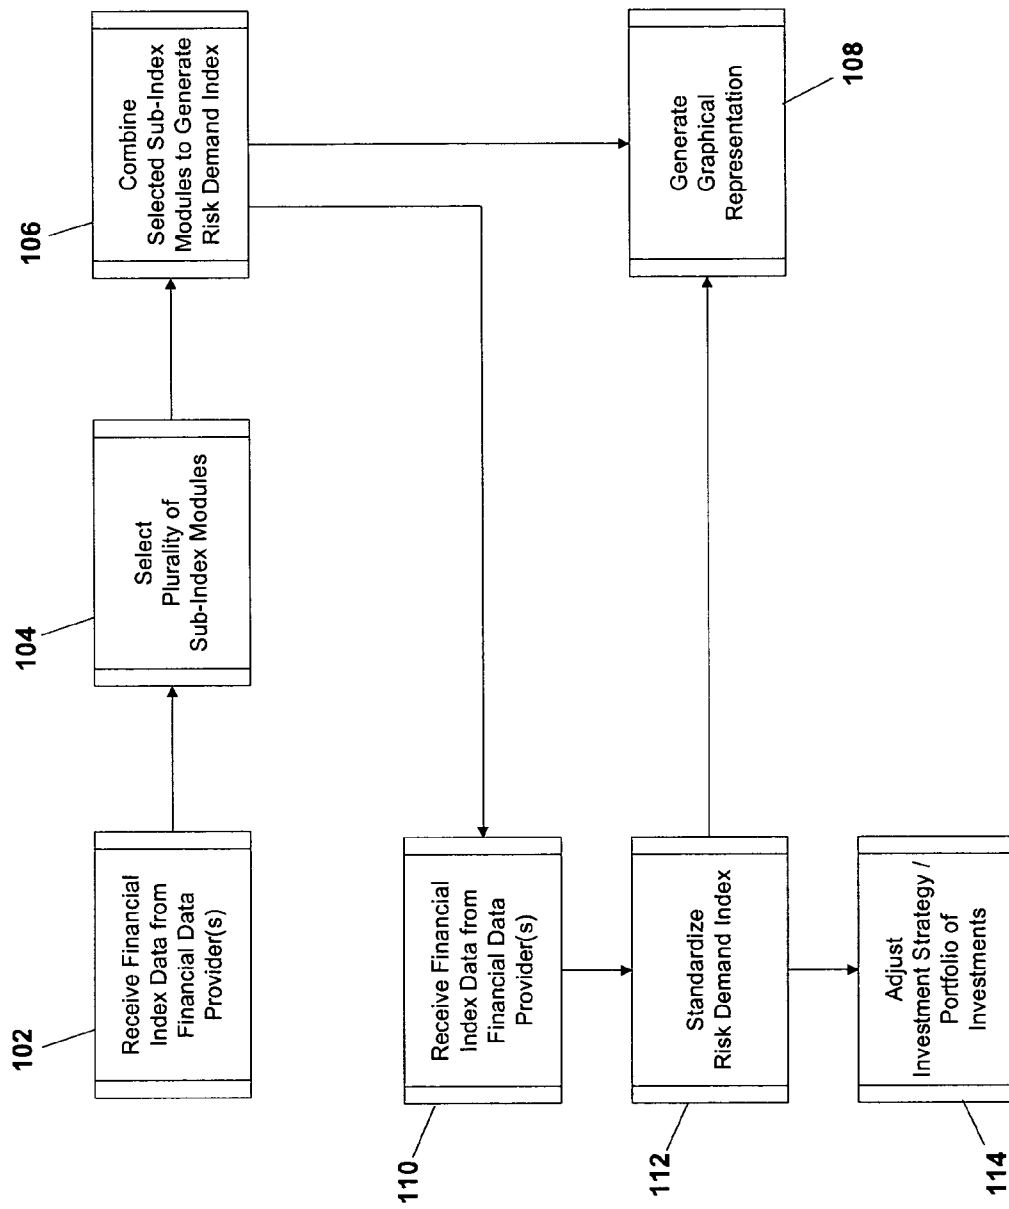 102
Receive Financial
Index Data from
Financial Data
Provider(s)
104
Select
Plurality of
Sub-Index Modules
106
Combine
Selected Sub-Index
Modules to Generate
Risk Demand Index
110
Receive Financial
Index Data from
Financial Data
Provider(s)
112
Standardize
Risk Demand Index
108
Generate
Graphical
Representation
114
Adjust
Investment Strategy /
Portfolio of
Investments